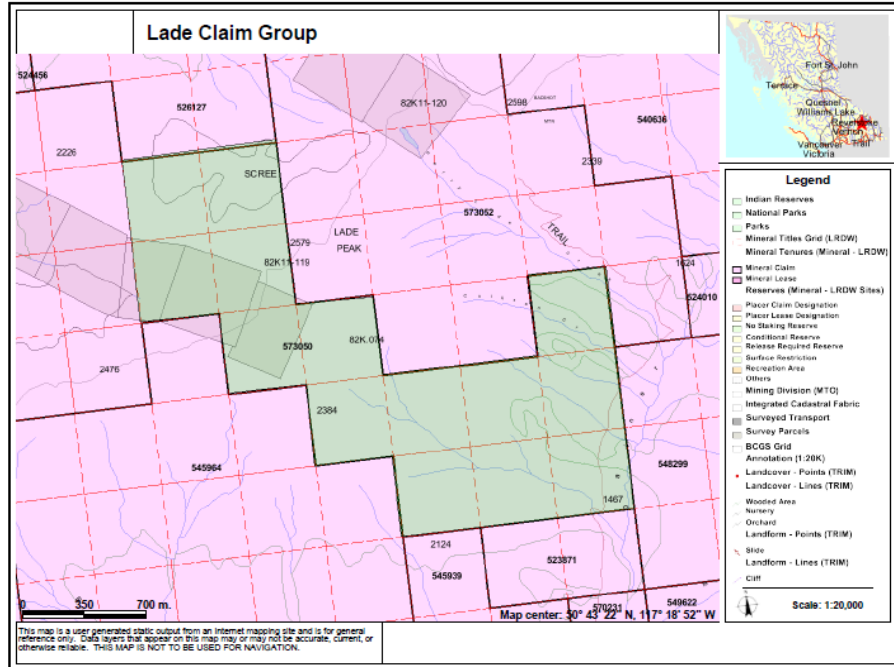 Lade Claim Group
524456
526127
82K11-120
2598
BADSHOT
MTN
540636
2226
2339
SCREE
573052
LADE
PEAK
TRAIL
2579
82K11-119
1624
524010
573050
82K.074
2476
2384
545964
548299
1467
2124
545939
523871
570231
549622
0 350 700 m.
Map center: 50° 43' 22" N, 117° 18' 52" W
This map is a user generated static output from an Internet mapping site and is for general
reference only. Data layers that appear on this map may or may not be accurate, current, or
otherwise reliable. THIS MAP IS NOT TO BE USED FOR NAVIGATION.
Fort St. John
Terrace
Quesnel
Williams Lake
Revelstoke
Vernon
Vancouver
Trail
Victoria
Legend
Indian Reserves
National Parks
Parks
Mineral Titles Grid (LRDW)
Mineral Tenures (Mineral - LRDW)
Mineral Claim
Mineral Lease
Reserves (Mineral - LRDW Sites)
Placer Claim Designation
Placer Lease Designation
No Staking Reserve
Conditional Reserve
Release Required Reserve
Surface Restriction
Recreation Area
Others
Mining Division (MTO)
Integrated Cadastral Fabric
Surveyed Transport
Survey Parcels
BCGS Grid
Annotation (1:20K)
Landcover - Points (TRIM)
Landcover - Lines (TRIM)
Wooded Area
Nursery
Orchard
Landform - Points (TRIM)
Slide
Landform - Lines (TRIM)
Cliff
Scale: 1:20,000